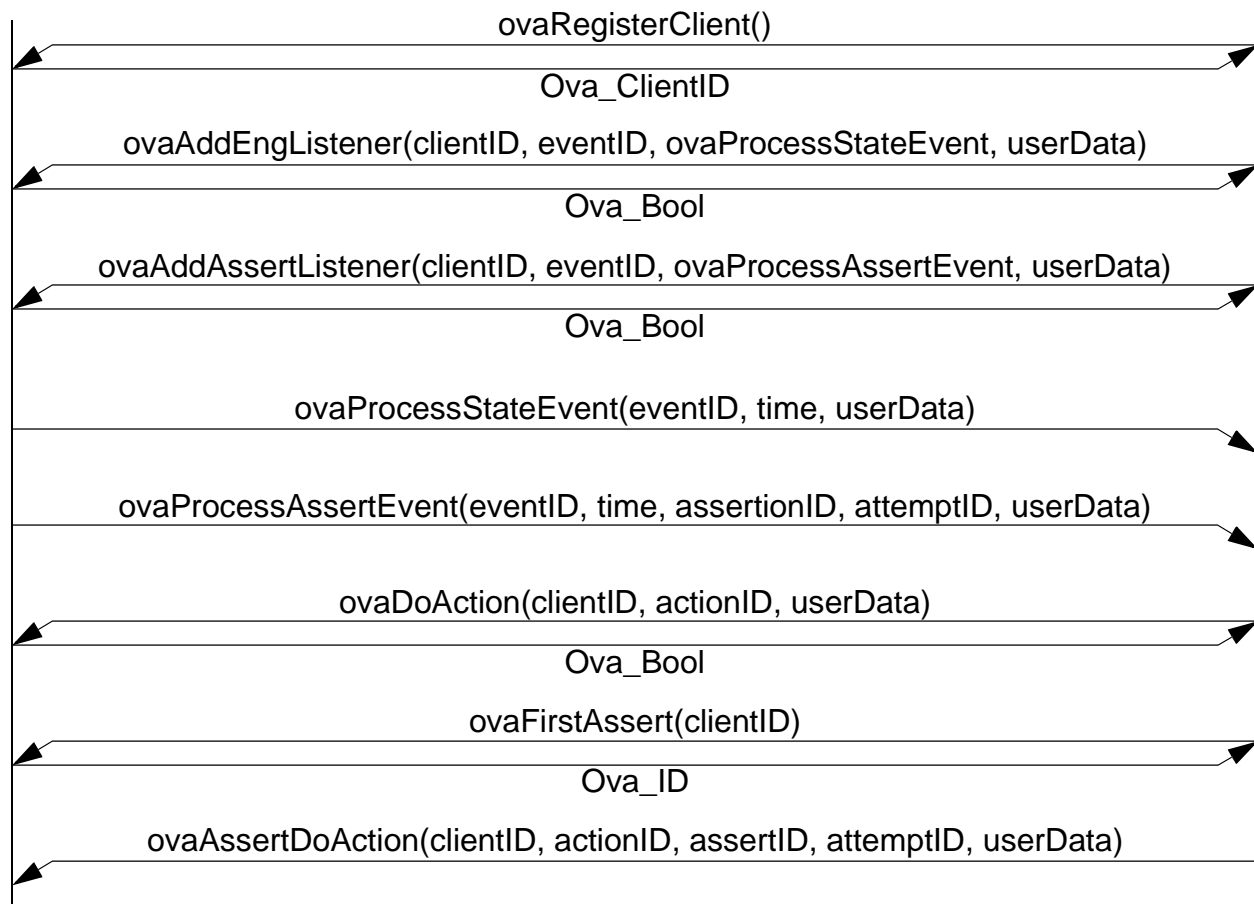 ovaRegisterClient()
Ova_ClientID
ovaAddEngListener(clientID, eventID, ovaProcessStateEvent, userData)
Ova_Bool
ovaAddAssertListener(clientID, eventID, ovaProcessAssertEvent, userData)
Ova_Bool
ovaProcessStateEvent(eventID, time, userData)
ovaProcessAssertEvent(eventID, time, assertionID, attemptID, userData)
ovaDoAction(clientID, actionID, userData)
Ova_Bool
ovaFirstAssert(clientID)
Ova_ID
ovaAssertDoAction(clientID, actionID, assertID, attemptID, userData)